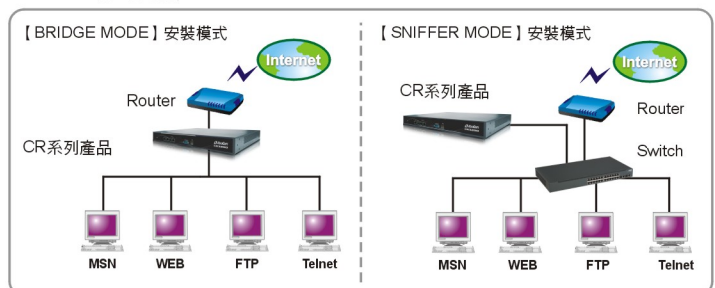 【BRIDGE MODE】安裝模式
Internet
Router
CR系列產品
MSN WEB FTP Telnet
【SNIFFER MODE】安裝模式
Internet
CR系列產品
Router
Switch
MSN WEB FTP Telnet